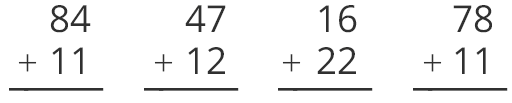 84 47 16 78
+ 11 + 12 + 22 + 11